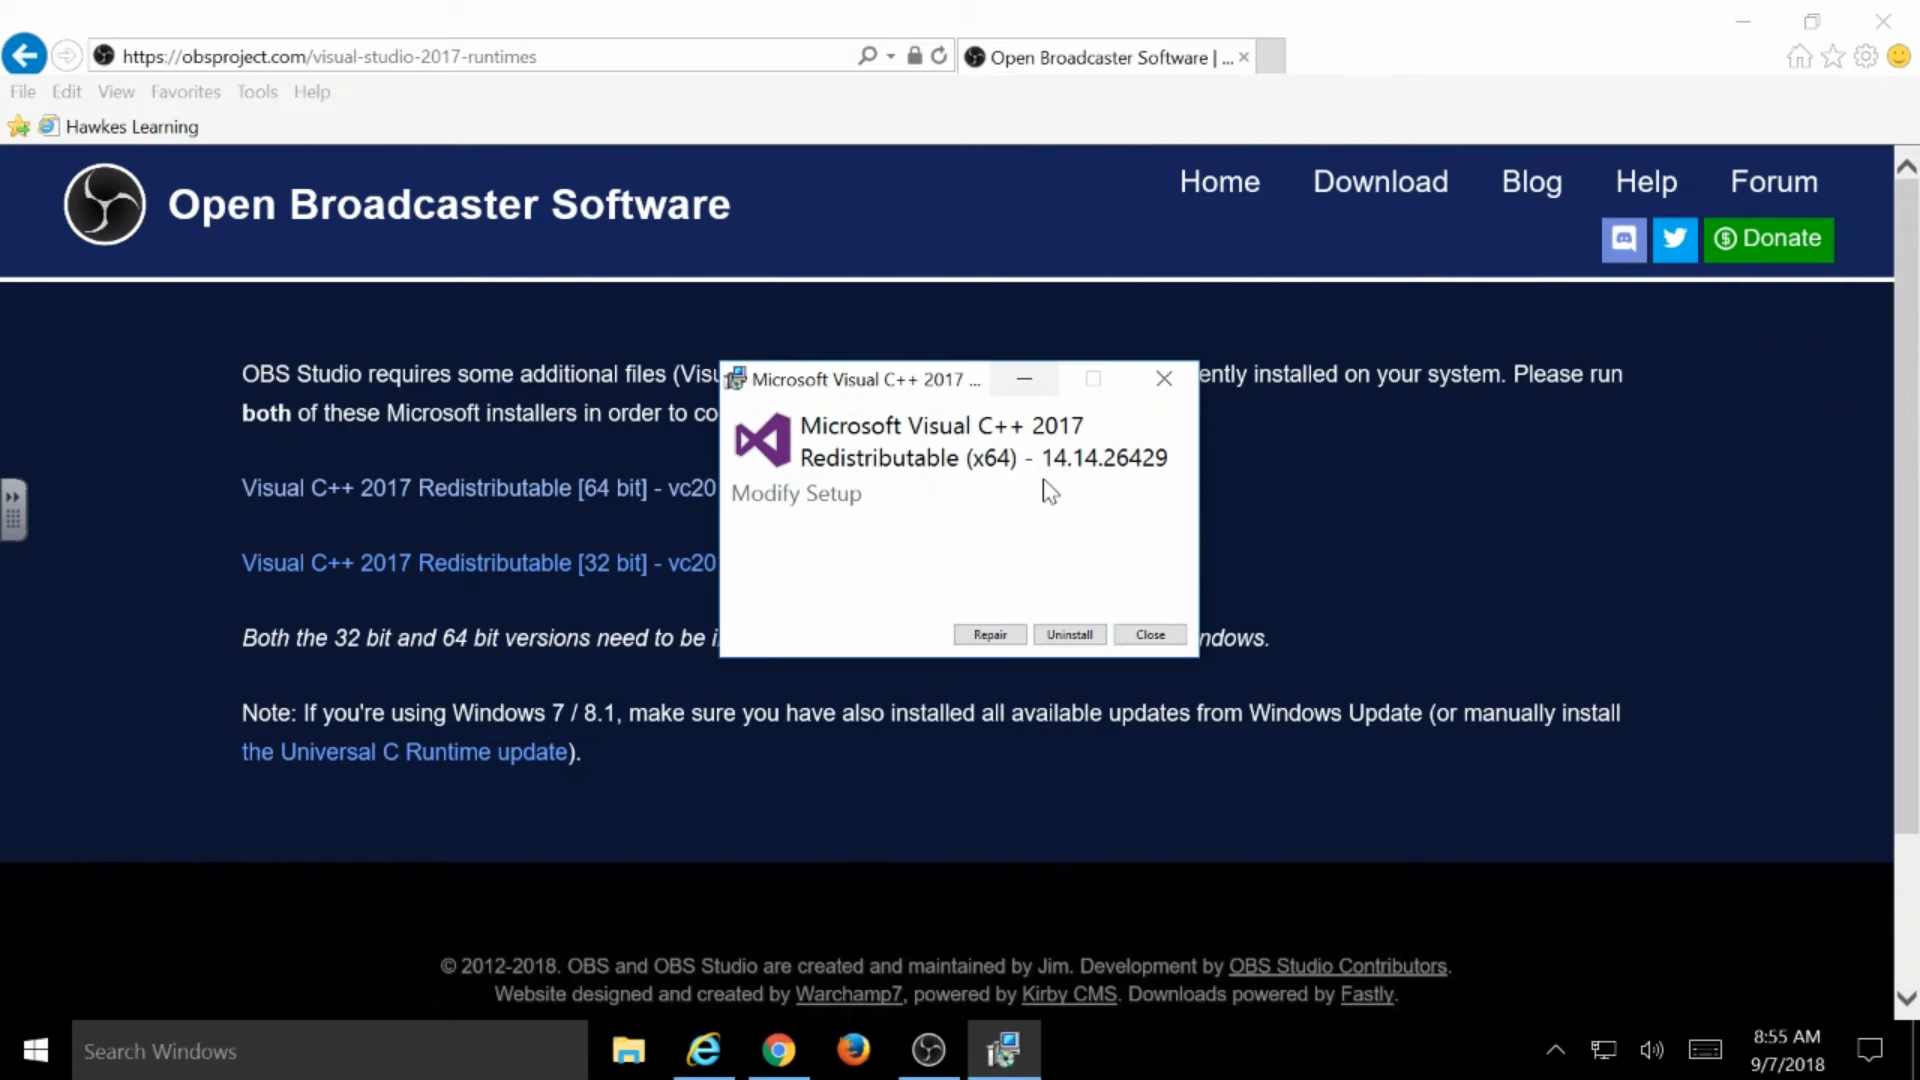 https://obsproject.com/visual-studio-2017-runtimes
Open Broadcaster Software | ...
File Edit View Favorites Tools Help
Hawkes Learning
Open Broadcaster Software
Home Download Blog Help Forum
Donate
OBS Studio requires some additional files (Visu
ently installed on your system. Please run
both of these Microsoft installers in order to co
Visual C++ 2017 Redistributable [64 bit] - vc20
Visual C++ 2017 Redistributable [32 bit] - vc20
Both the 32 bit and 64 bit versions need to be i
ndows.
Note: If you're using Windows 7 / 8.1, make sure you have also installed all available updates from Windows Update (or manually install
the Universal C Runtime update).
Microsoft Visual C++ 2017 ...
Microsoft Visual C++ 2017
Redistributable (x64) - 14.14.26429
Modify Setup
Repair Uninstall Close
© 2012-2018. OBS and OBS Studio are created and maintained by Jim. Development by OBS Studio Contributors.
Website designed and created by Warchamp7, powered by Kirby CMS. Downloads powered by Fastly.
Search Windows
8:55 AM
9/7/2018